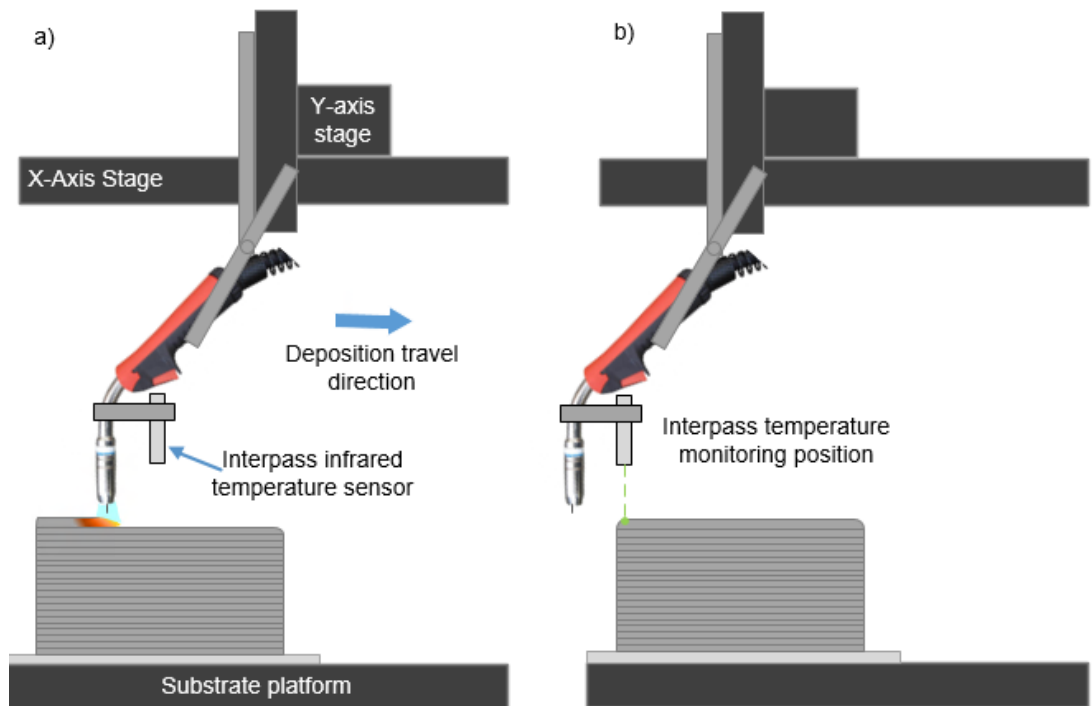 a)
Y-axis
stage
X-Axis Stage
Deposition travel
direction
Interpass infrared
temperature sensor
Substrate platform
b)
Interpass temperature
monitoring position